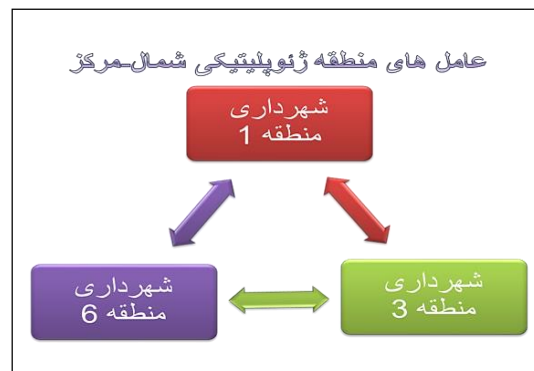 عامل های منطقه ژئوپلیتیکی شمال-مرکز
شهرداری
منطقه 1
شهرداری
منطقه 3
شهرداری
منطقه 6